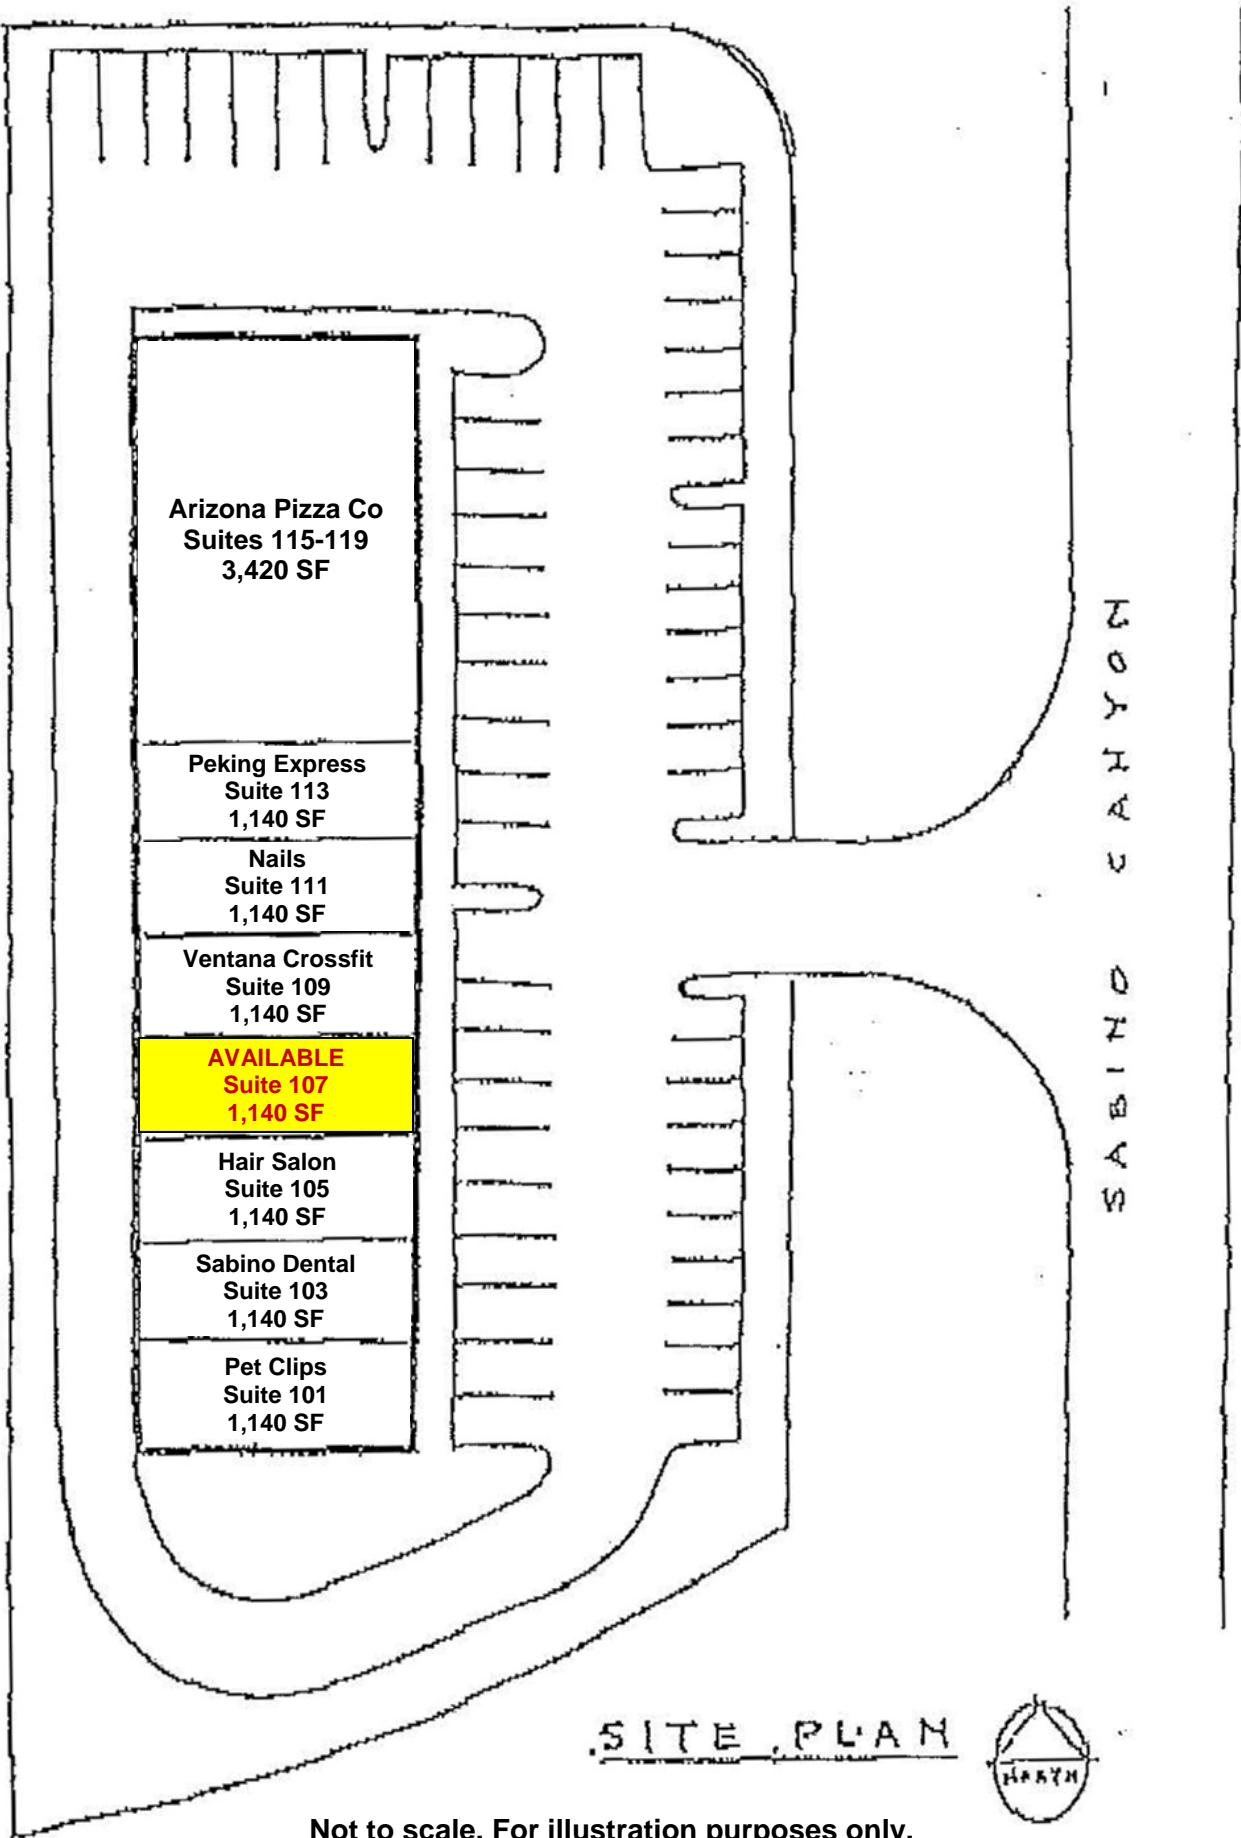 Arizona Pizza Co
Suites 115-119
3,420 SF
Peking Express
Suite 113
1,140 SF
Nails
Suite 111
1,140 SF
Ventana Crossfit
Suite 109
1,140 SF
AVAILABLE
Suite 107
1,140 SF
Hair Salon
Suite 105
1,140 SF
Sabino Dental
Suite 103
1,140 SF
Pet Clips
Suite 101
1,140 SF
SABINO CANYON
SITE PLAN
NORTH
Not to scale. For illustration purposes only.